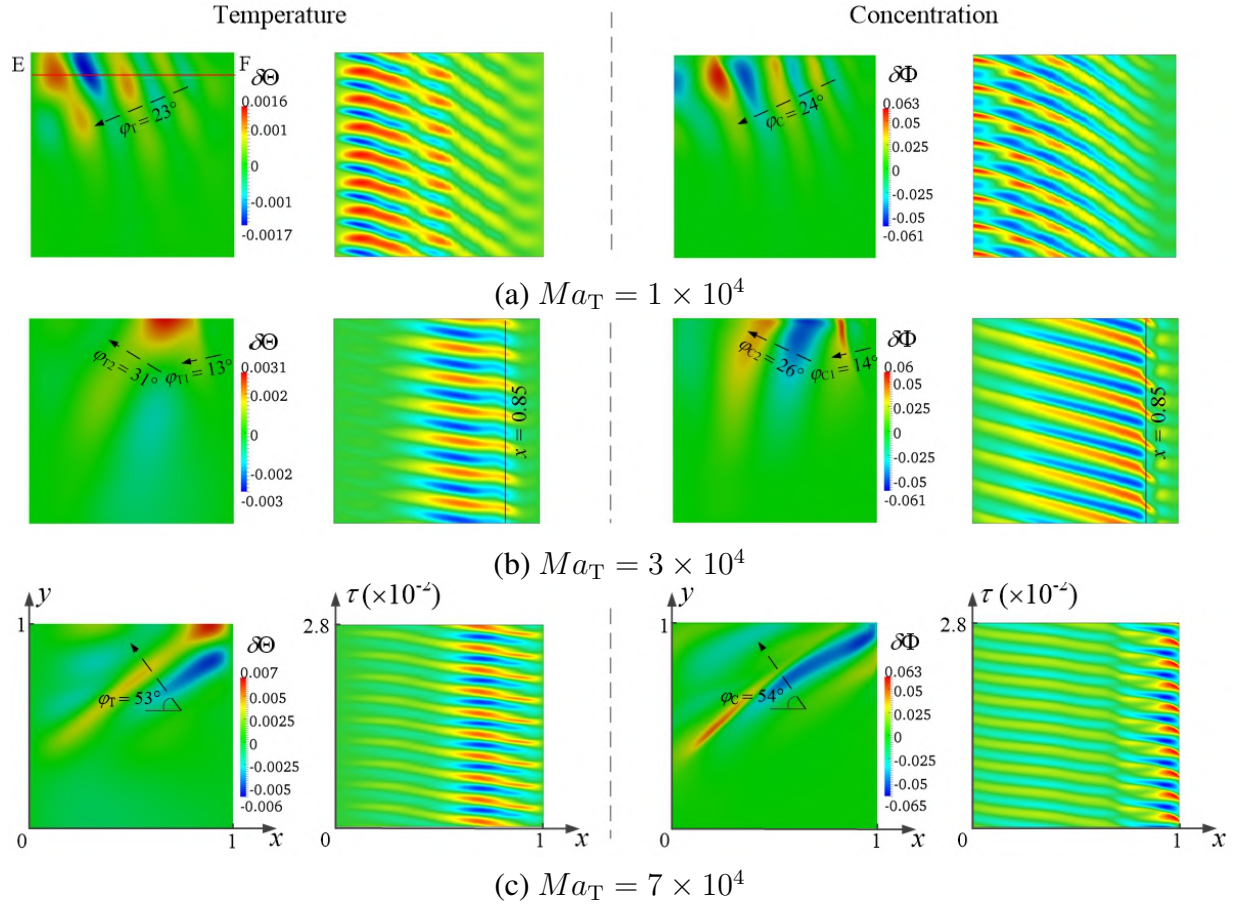 Temperature
Concentration
E
F
δΘ
0.0016
0.001
0
-0.001
-0.0017
φT = 23°
δΦ
0.063
0.05
0.025
0
-0.025
-0.05
-0.061
φC = 24°
(a) MaT = 1 × 10⁴
δΘ
0.0031
0.002
0
-0.002
-0.003
φT2 = 31°
φT1 = 13°
x = 0.85
δΦ
0.06
0.05
0.025
0
-0.025
-0.05
-0.061
φC2 = 26°
φC1 = 14°
x = 0.85
(b) MaT = 3 × 10⁴
y
1
δΘ
0.007
0.005
0.0025
0
-0.0025
-0.005
-0.006
φT = 53°
0
1
x
τ (×10⁻²)
2.8
0
1
x
y
1
δΦ
0.063
0.05
0.025
0
-0.025
-0.05
-0.065
φC = 54°
0
1
x
τ (×10⁻²)
2.8
0
1
x
(c) MaT = 7 × 10⁴